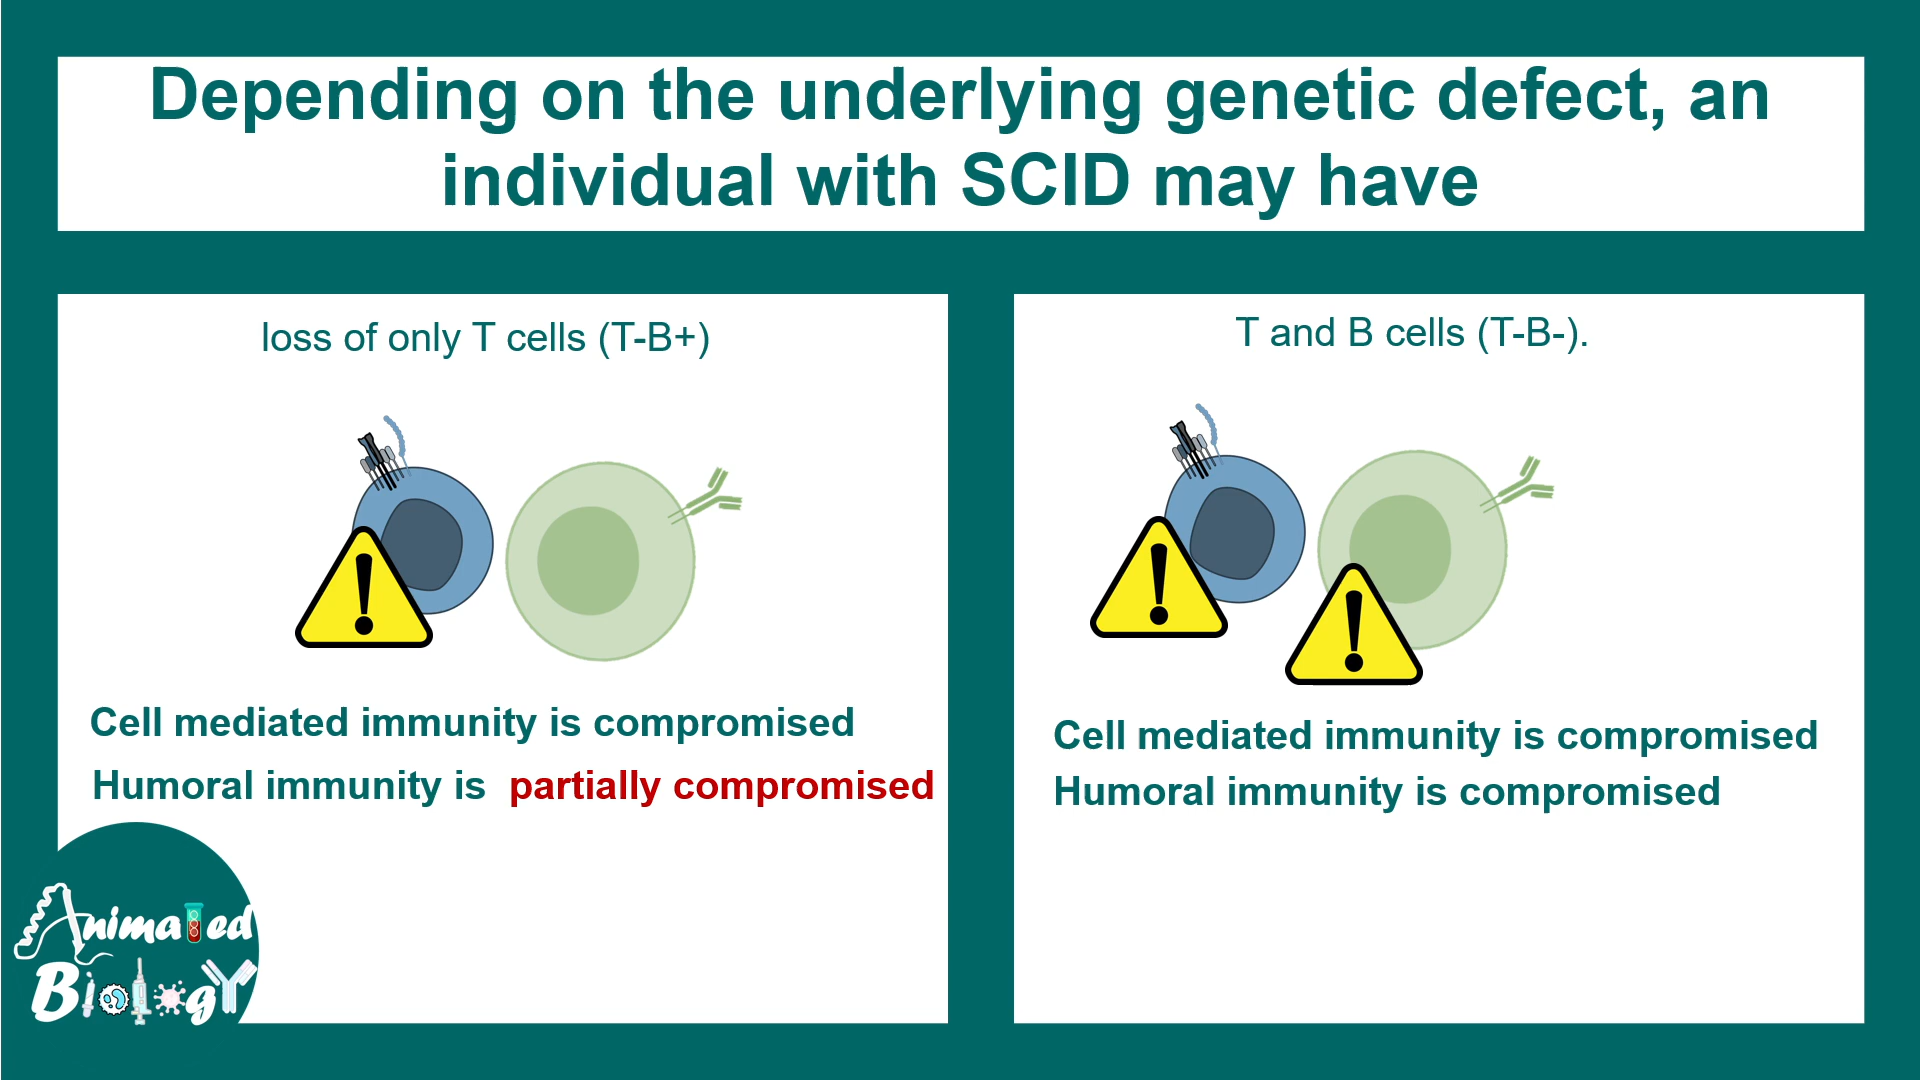 Depending on the underlying genetic defect, an
individual with SCID may have
loss of only T cells (T-B+)
Cell mediated immunity is compromised
Humoral immunity is partially compromised
T and B cells (T-B-).
Cell mediated immunity is compromised
Humoral immunity is compromised
Animated
Biology